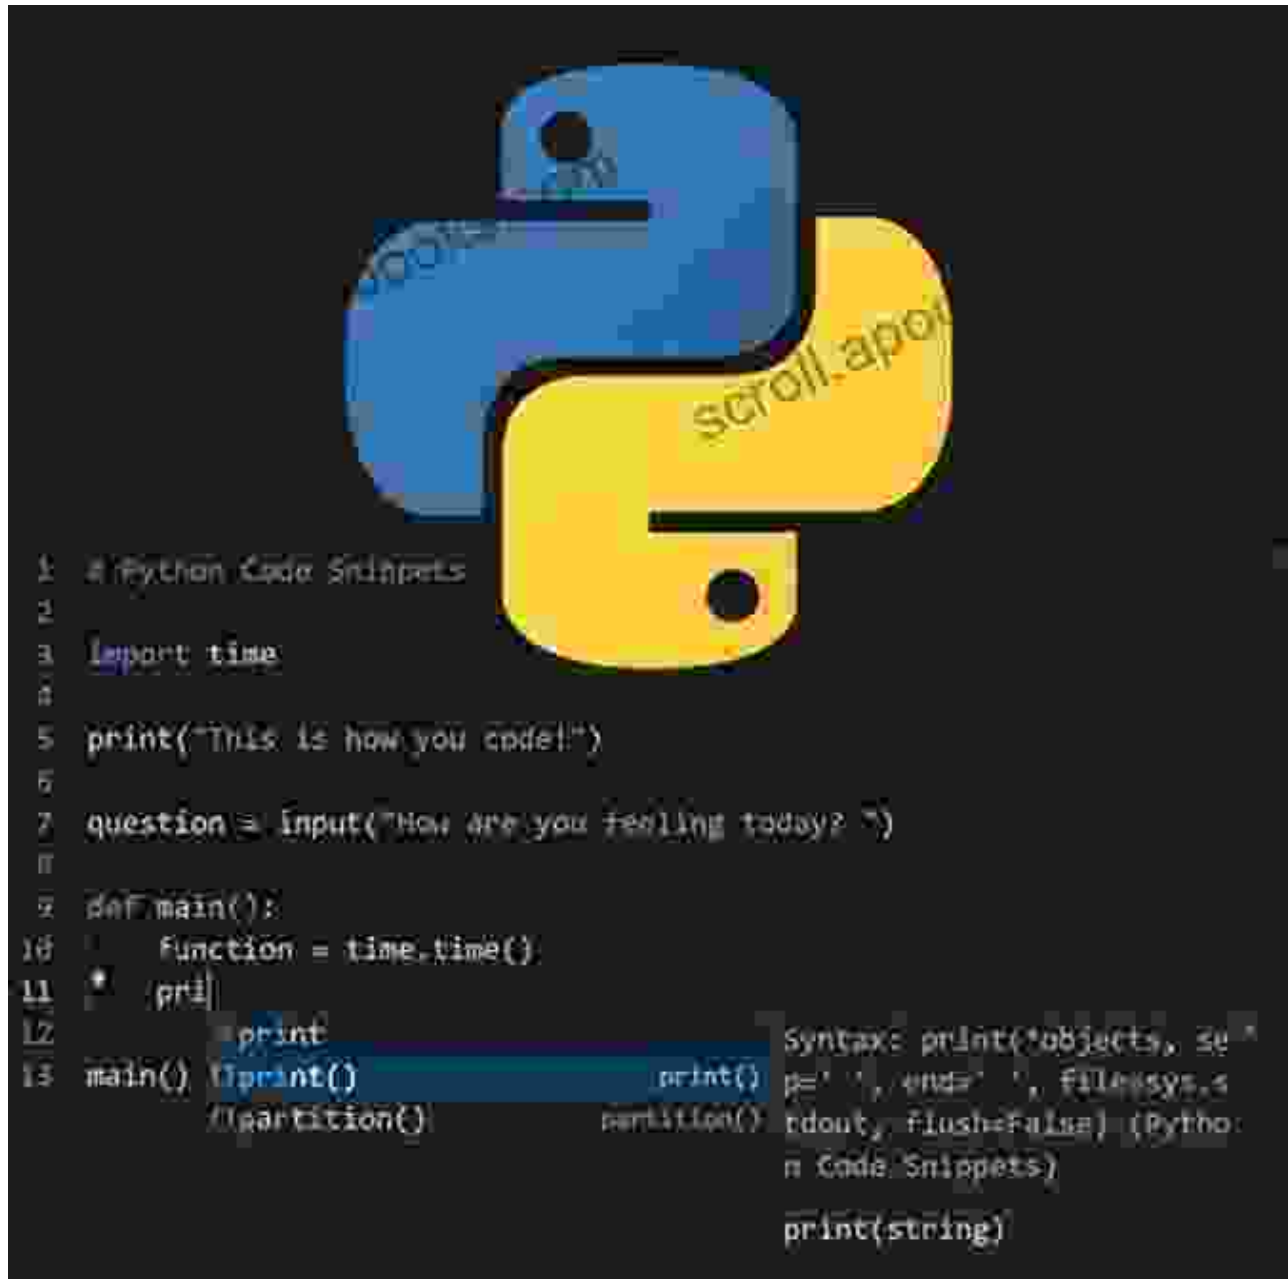 scroll.apou
1 # Python Code Snippets
2
3 import time
4
5 print("This is how you code!")
6
7 question = input("How are you feeling today? ")
8
9 def main():
10 function = time.time()
11 pri
12 print
13 main() print() print()
partition() partition()
Syntax: print(*objects, se
p=' ', end=' ', file=sys.s
tdout, flush=False) (Pytho
n Code Snippets)
print(string)